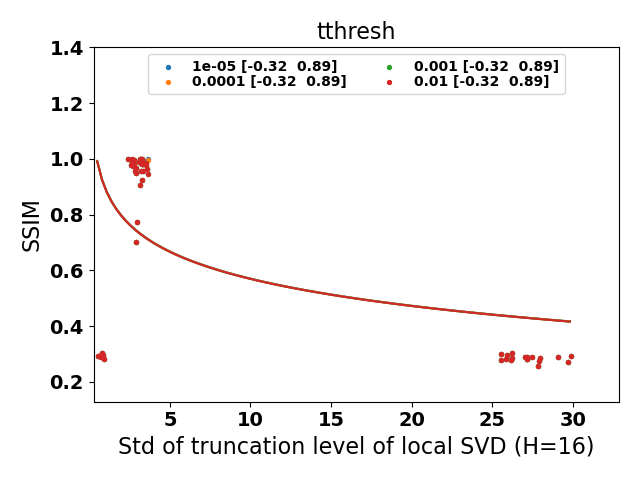 tthresh
1e-05 [-0.32  0.89]
0.0001 [-0.32  0.89]
0.001 [-0.32  0.89]
0.01 [-0.32  0.89]
SSIM
1.4
1.2
1.0
0.8
0.6
0.4
0.2
5 10 15 20 25 30
Std of truncation level of local SVD (H=16)